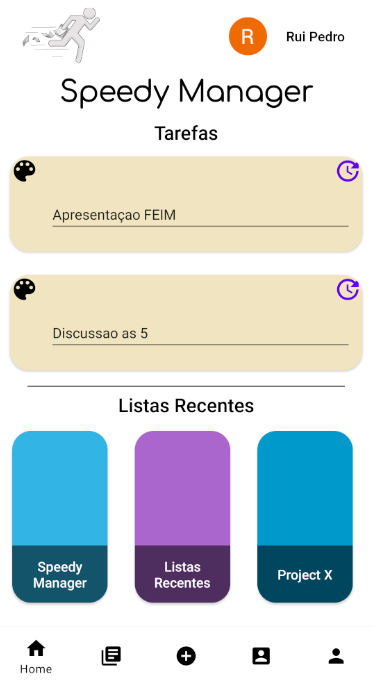 R
Rui Pedro
Speedy Manager
Tarefas
Apresentaçao FEIM
Discussao as 5
Listas Recentes
Speedy
Manager
Listas
Recentes
Project X
Home